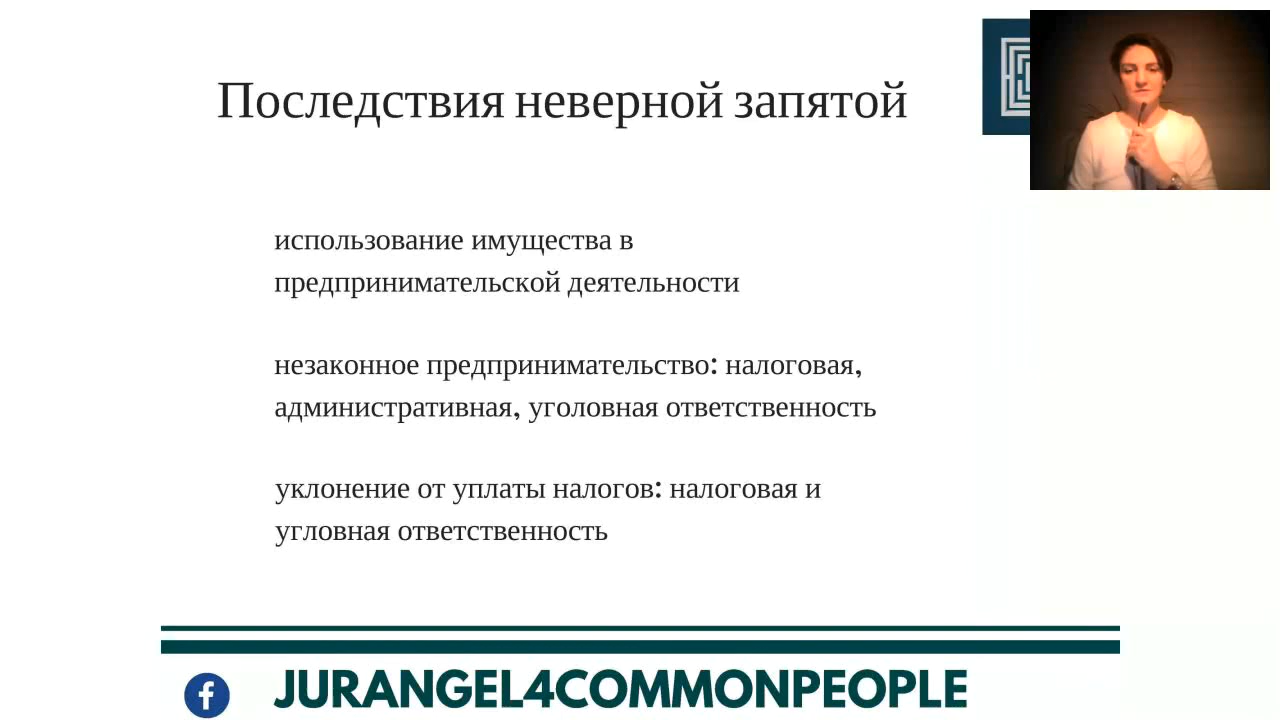 Последствия неверной запятой
использование имущества в
предпринимательской деятельности
незаконное предпринимательство: налоговая,
административная, уголовная ответственность
уклонение от уплаты налогов: налоговая и
угловная ответственность
JURANGEL4COMMONPEOPLE